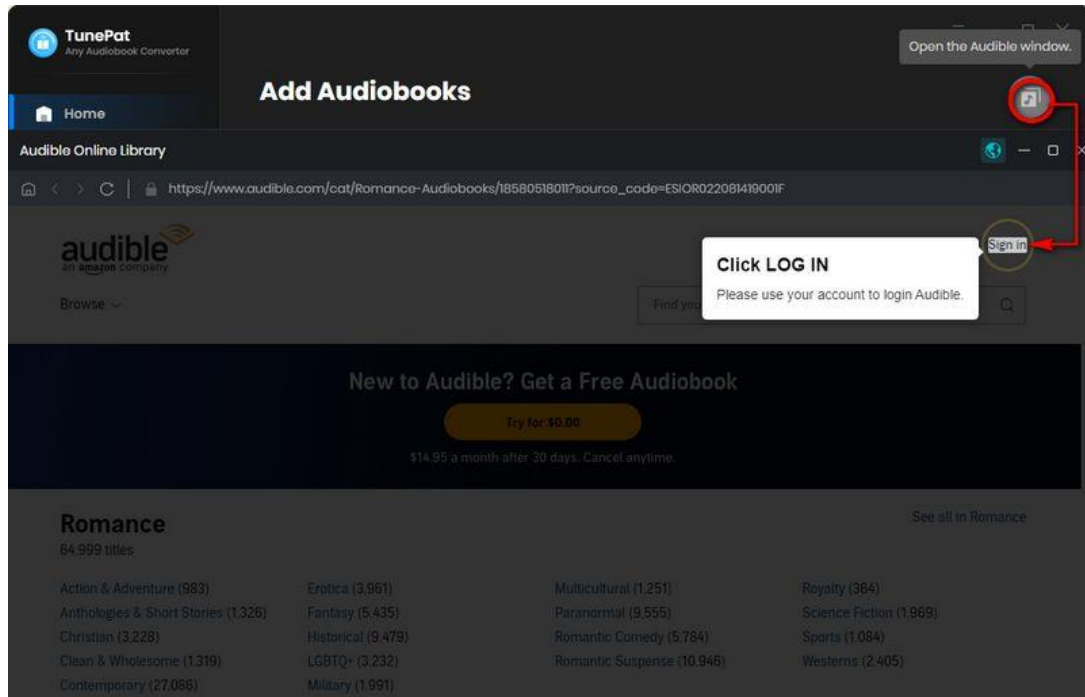 TunePat
Any Audiobook Converter
Open the Audible window.
Add Audiobooks
Home
Audible Online Library
https://www.audible.com/cat/Romance-Audiobooks/18580518011?source_code=ESIOR022081419001F
audible
an amazon company
Sign in
Click LOG IN
Please use your account to login Audible.
Browse
Find you
New to Audible? Get a Free Audiobook
Try for $0.00
$14.95 a month after 30 days. Cancel anytime.
Romance
See all in Romance
64,999 titles
Action & Adventure (983)
Erotica (3,961)
Multicultural (1,251)
Royalty (364)
Anthologies & Short Stories (1,326)
Fantasy (5,435)
Paranormal (9,555)
Science Fiction (1,969)
Christian (3,228)
Historical (9,479)
Romantic Comedy (5,784)
Sports (1,084)
Clean & Wholesome (1,319)
LGBTQ+ (3,232)
Romantic Suspense (10,946)
Westerns (2,405)
Contemporary (27,086)
Military (1,991)